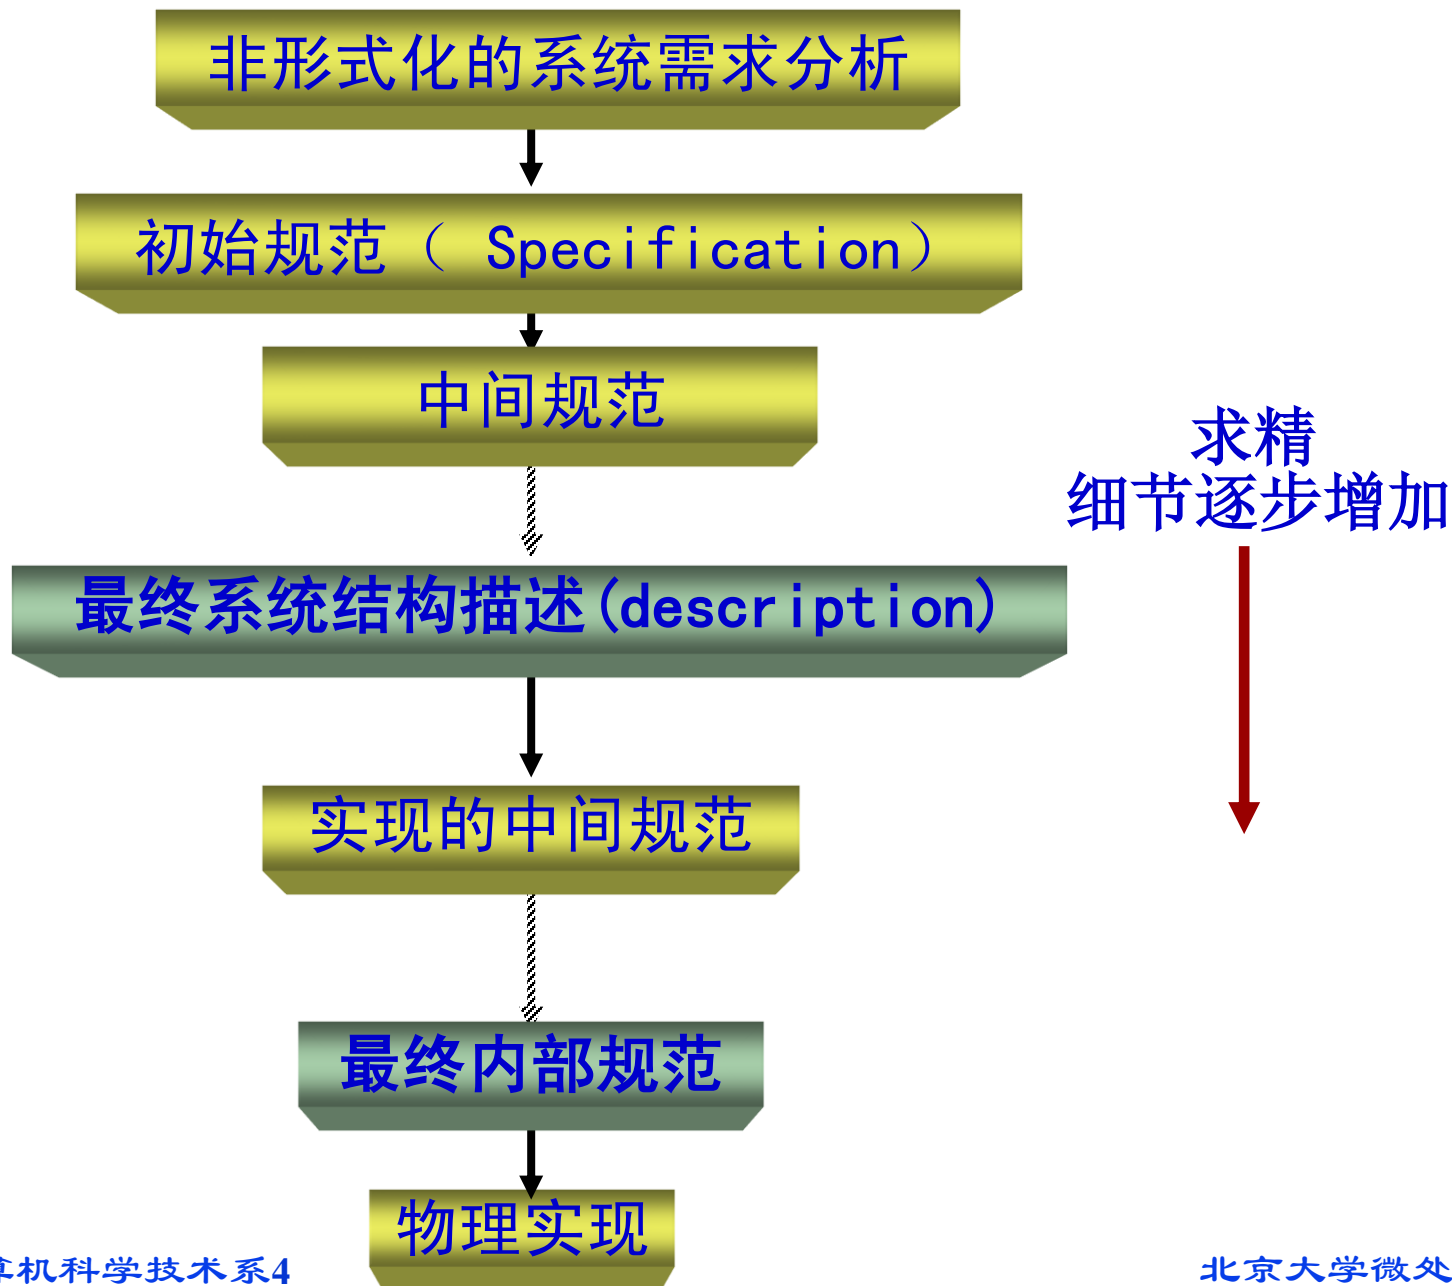 非形式化的系统需求分析
初始规范（ Specification）
中间规范
求精
细节逐步增加
最终系统结构描述(description)
实现的中间规范
最终内部规范
物理实现
算机科学技术系4
北京大学微处